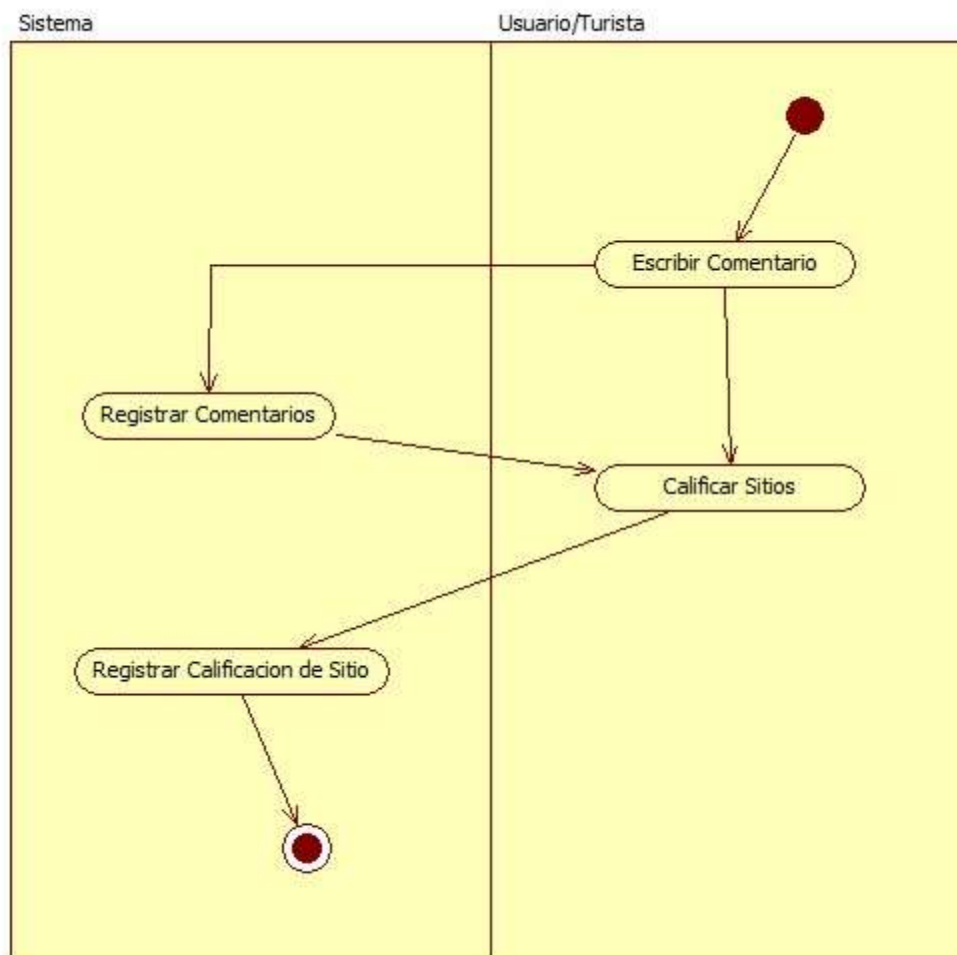 Sistema
Usuario/Turista
Escribir Comentario
Registrar Comentarios
Calificar Sitios
Registrar Calificacion de Sitio